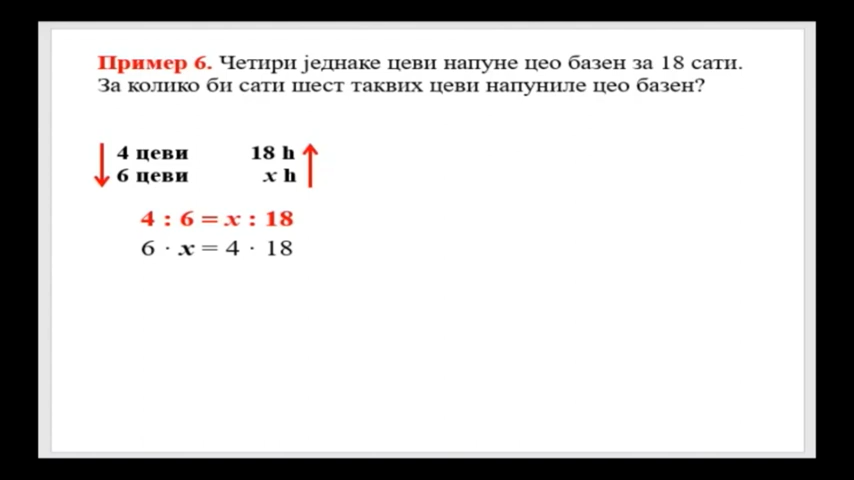 Пример 6. Четири једнаке цеви напуне цео базен за 18 сати.
За колико би сати шест таквих цеви напуниле цео базен?
4 цеви 18 h
6 цеви x h
4 : 6 = x : 18
6 · x = 4 · 18